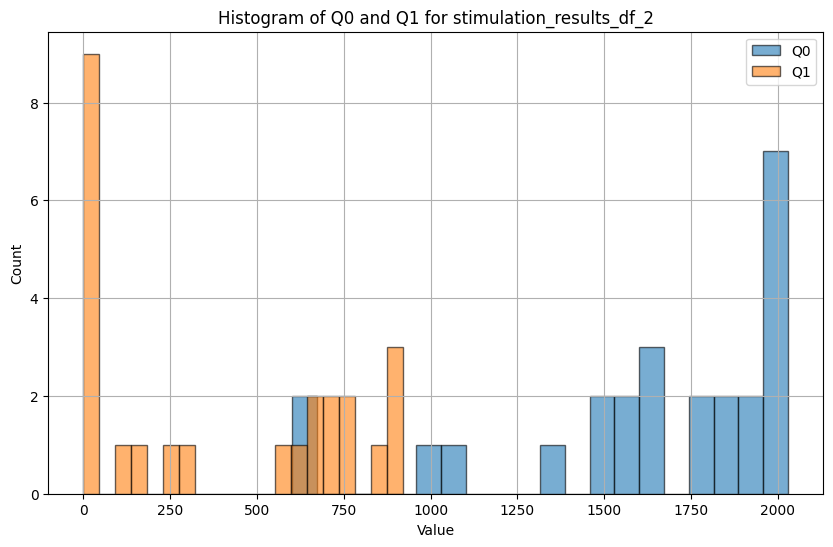 Histogram of Q0 and Q1 for stimulation_results_df_2
Q0
Q1
8
6
4
2
0
Count
0 250 500 750 1000 1250 1500 1750 2000
Value